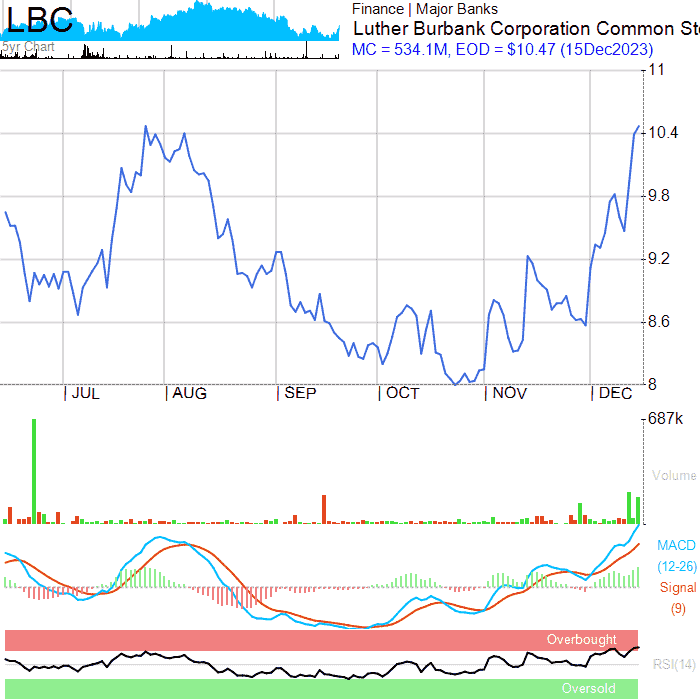 LBC
5yr Chart
Finance | Major Banks
Luther Burbank Corporation Common Sto
MC = 534.1M, EOD = $10.47 (15Dec2023)
11
10.4
9.8
9.2
8.6
8
JUL AUG SEP OCT NOV DEC
687k
Volume
MACD
(12-26)
Signal
(9)
Overbought
RSI(14)
Oversold